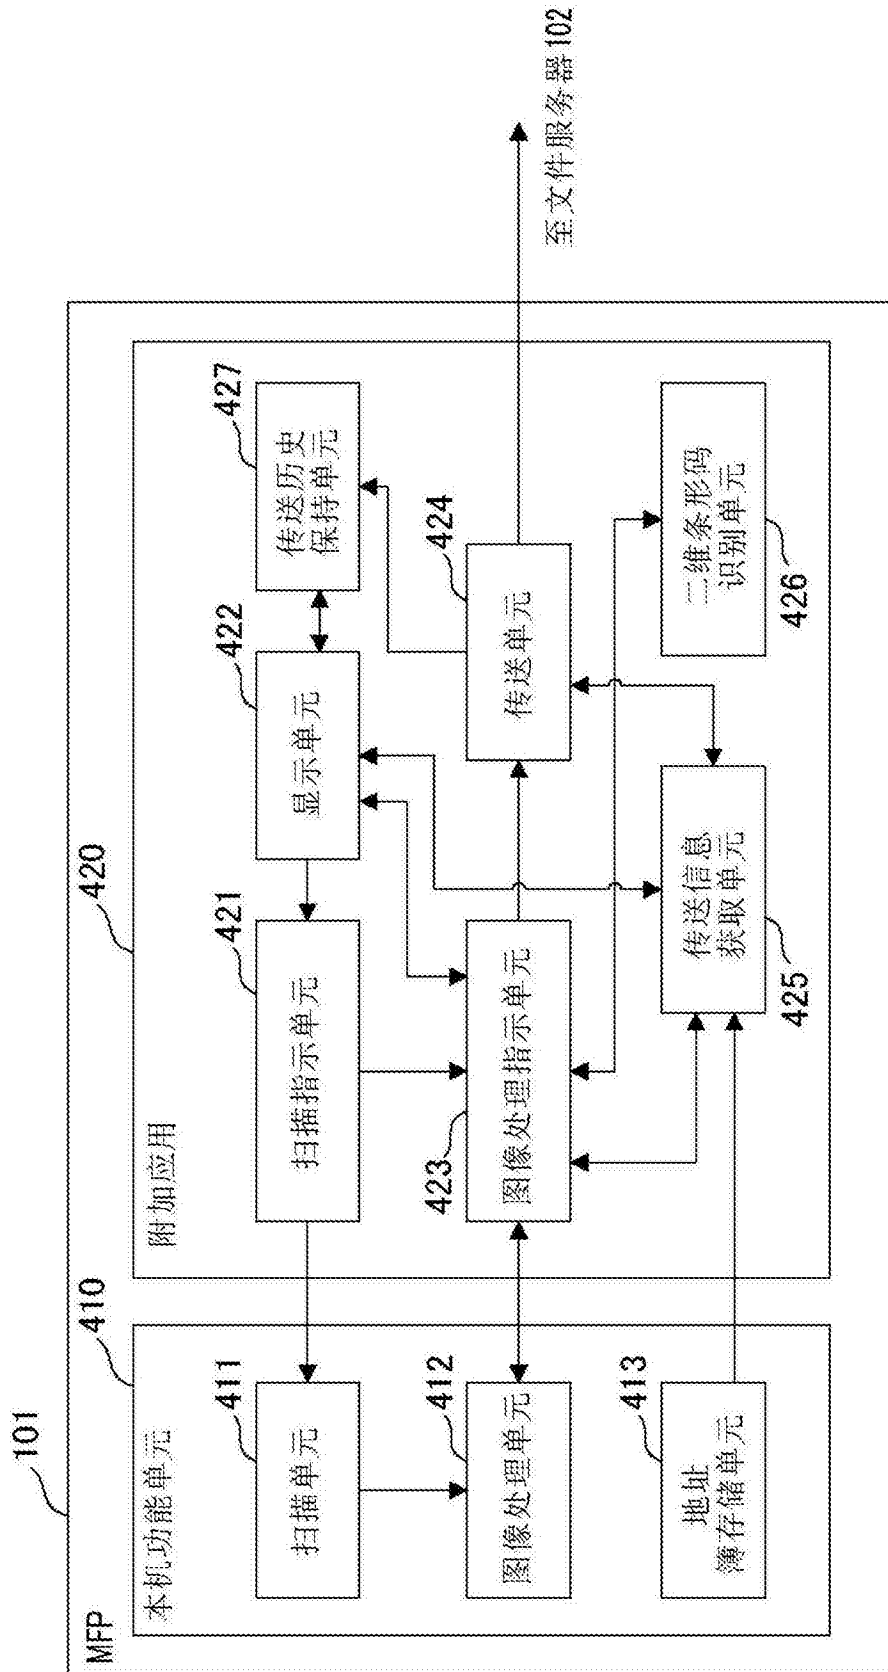 101
MFP
410
本机功能单元
411
扫描单元
412
图像处理单元
413
地址
簿存储单元
420
附加应用
421
扫描指示单元
422
显示单元
427
传送历史
保持单元
423
图像处理指示单元
424
传送单元
425
传送信息
获取单元
426
二维条形码
识别单元
至文件服务器102